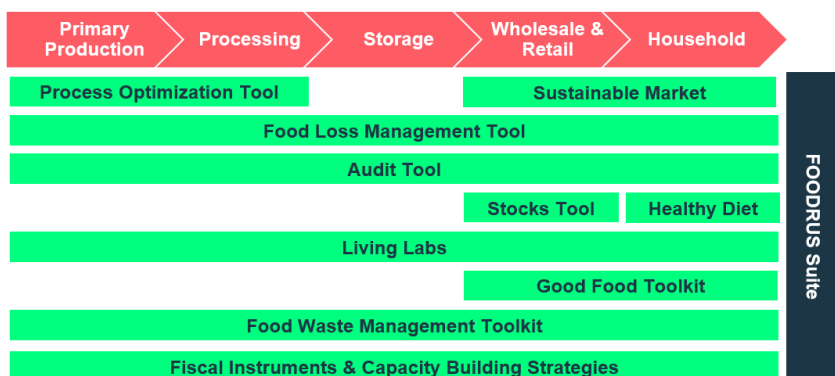 Primary
Production
Processing
Storage
Wholesale &
Retail
Household
Process Optimization Tool
Sustainable Market
Food Loss Management Tool
Audit Tool
Stocks Tool
Healthy Diet
Living Labs
Good Food Toolkit
Food Waste Management Toolkit
Fiscal Instruments & Capacity Building Strategies
FOODRUS Suite